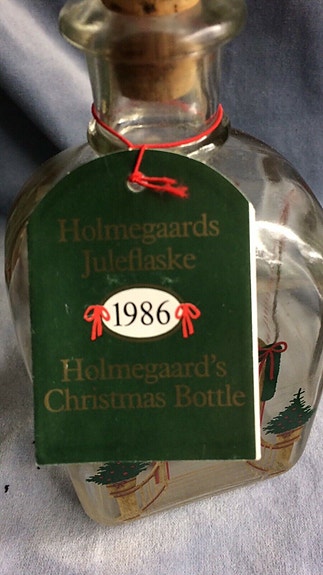 Holmegaards
Juleflaske
1986
Holmegaard's
Christmas Bottle